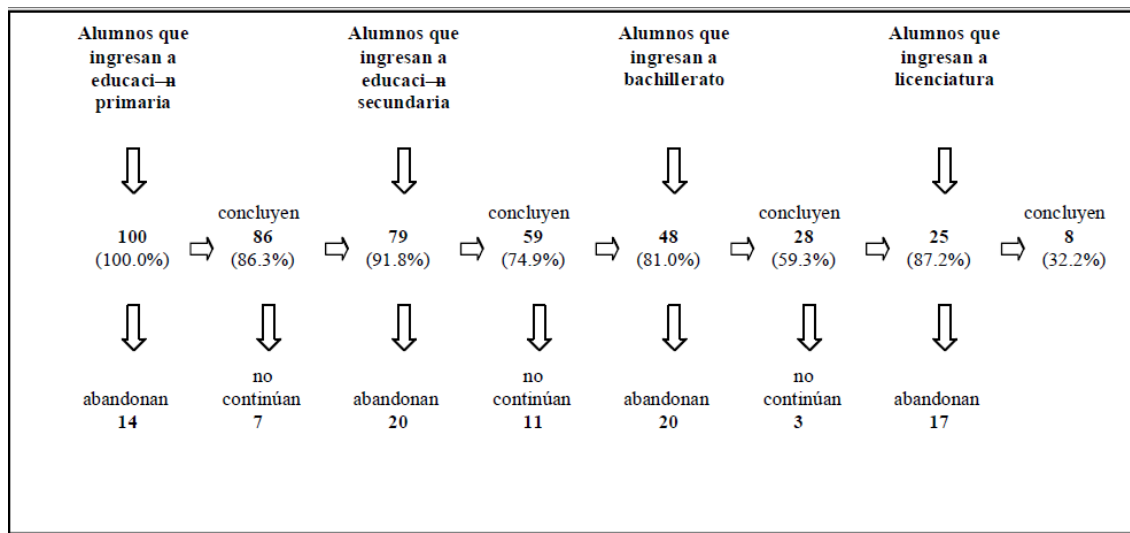 Alumnos que
ingresan a
educaci—n
primaria
Alumnos que
ingresan a
educaci—n
secundaria
Alumnos que
ingresan a
bachillerato
Alumnos que
ingresan a
licenciatura
100
(100.0%)
concluyen
86
(86.3%)
79
(91.8%)
concluyen
59
(74.9%)
48
(81.0%)
concluyen
28
(59.3%)
25
(87.2%)
concluyen
8
(32.2%)
abandonan
14
no
continúan
7
abandonan
20
no
continúan
11
abandonan
20
no
continúan
3
abandonan
17